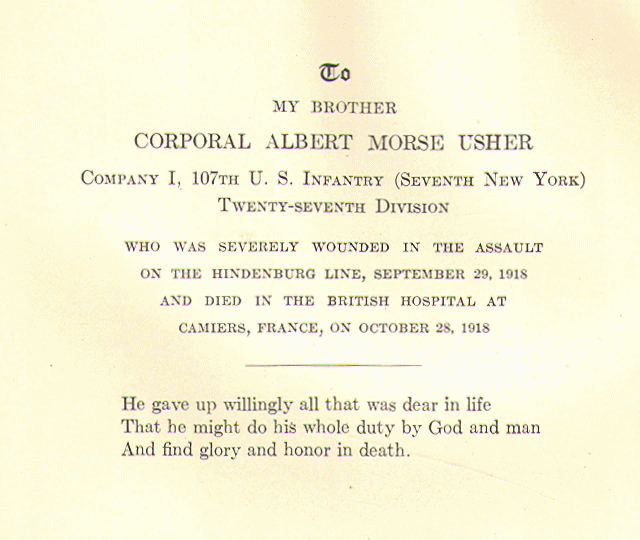 To
MY BROTHER
CORPORAL ALBERT MORSE USHER
COMPANY I, 107TH U. S. INFANTRY (SEVENTH NEW YORK)
TWENTY-SEVENTH DIVISION
WHO WAS SEVERELY WOUNDED IN THE ASSAULT
ON THE HINDENBURG LINE, SEPTEMBER 29, 1918
AND DIED IN THE BRITISH HOSPITAL AT
CAMIERS, FRANCE, ON OCTOBER 28, 1918
He gave up willingly all that was dear in life
That he might do his whole duty by God and man
And find glory and honor in death.